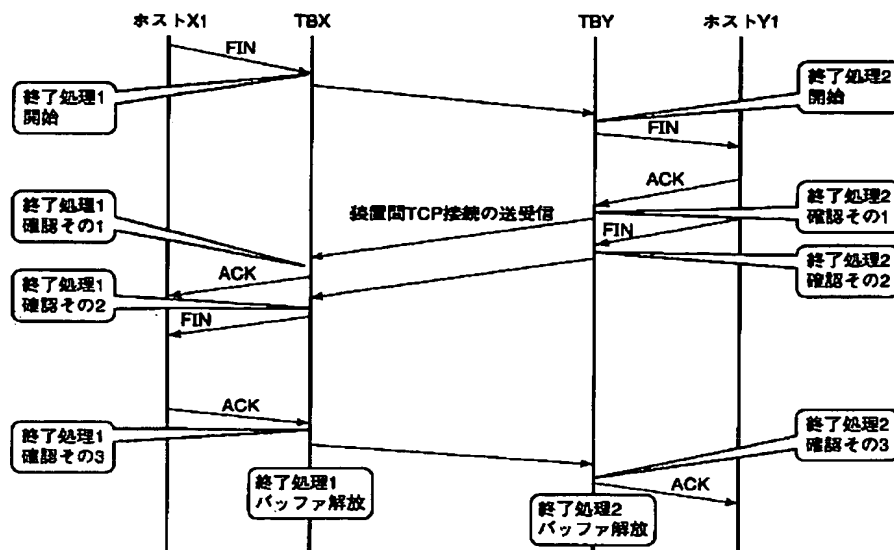 ホストX1
TBX
TBY
ホストY1
FIN
終了処理1
開始
終了処理2
開始
FIN
ACK
終了処理1
確認その1
装置間TCP接続の送受信
終了処理2
確認その1
FIN
ACK
終了処理2
確認その2
終了処理1
確認その2
FIN
ACK
終了処理1
確認その3
終了処理2
確認その3
終了処理1
バッファ解放
ACK
終了処理2
バッファ解放